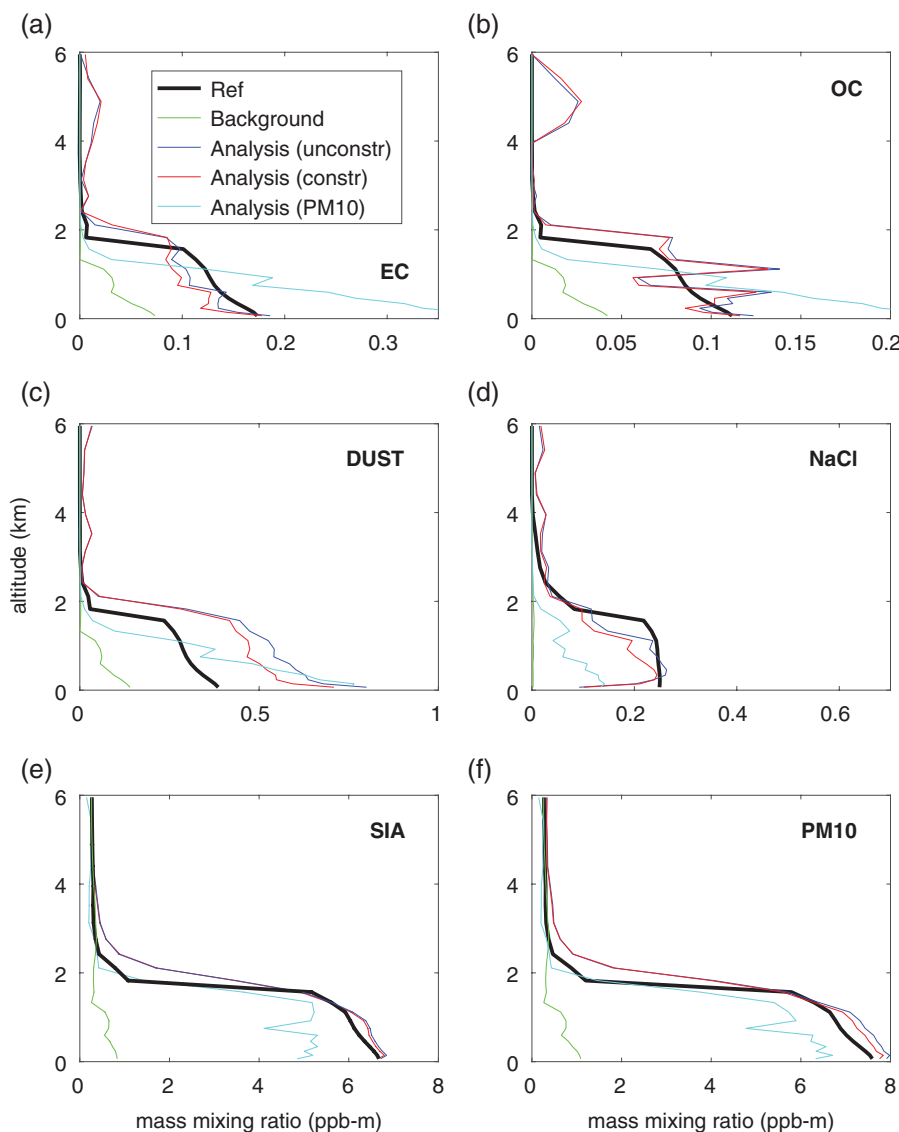 (a)
(b)
6
4
2
0
0 0.1 0.2 0.3
Ref
Background
Analysis (unconstr)
Analysis (constr)
Analysis (PM10)
EC
6
4
2
0
0 0.05 0.1 0.15 0.2
OC
(c)
(d)
altitude (km)
6
4
2
0
0 0.5 1
DUST
6
4
2
0
0 0.2 0.4 0.6
NaCl
(e)
(f)
6
4
2
0
0 2 4 6 8
SIA
mass mixing ratio (ppb-m)
6
4
2
0
0 2 4 6 8
PM10
mass mixing ratio (ppb-m)